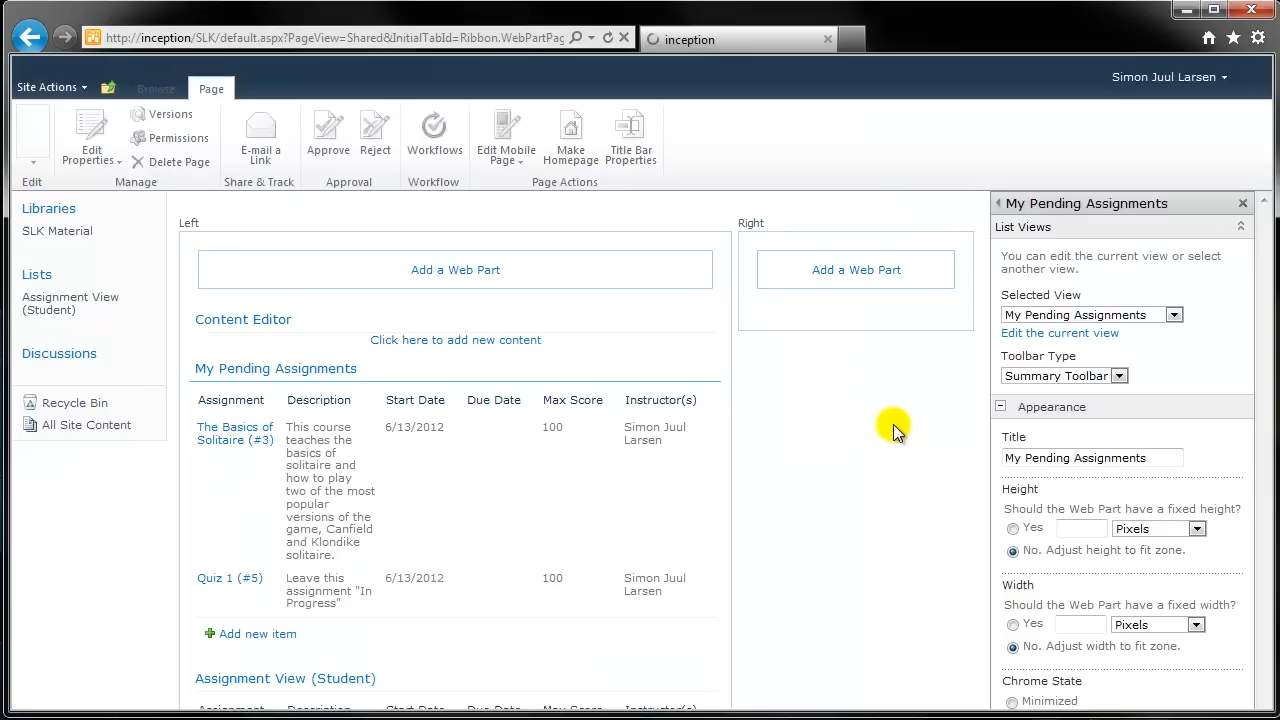 http://inception/SLK/default.aspx?PageView=Shared&InitialTabId=Ribbon.WebPartPag
inception
Site Actions
Browse
Page
Simon Juul Larsen
Edit Properties
Versions
Permissions
Delete Page
E-mail a Link
Approve
Reject
Workflows
Edit Mobile Page
Make Homepage
Title Bar Properties
Edit
Manage
Share & Track
Approval
Workflow
Page Actions
Libraries
SLK Material
Lists
Assignment View
(Student)
Discussions
Recycle Bin
All Site Content
Left
Add a Web Part
Content Editor
Click here to add new content
My Pending Assignments
Assignment Description Start Date Due Date Max Score Instructor(s)
The Basics of
Solitaire (#3)
This course
teaches the
basics of
solitaire and
how to play
two of the most
popular
versions of the
game, Canfield
and Klondike
solitaire.
6/13/2012
100
Simon Juul
Larsen
Quiz 1 (#5)
Leave this
assignment "In
Progress"
6/13/2012
100
Simon Juul
Larsen
Add new item
Assignment View (Student)
Assignment Description Start Date Due Date Max Score Instructor(s)
Right
Add a Web Part
My Pending Assignments
List Views
You can edit the current view or select
another view.
Selected View
My Pending Assignments
Edit the current view
Toolbar Type
Summary Toolbar
Appearance
Title
My Pending Assignments
Height
Should the Web Part have a fixed height?
Yes
Pixels
No. Adjust height to fit zone.
Width
Should the Web Part have a fixed width?
Yes
Pixels
No. Adjust width to fit zone.
Chrome State
Minimized